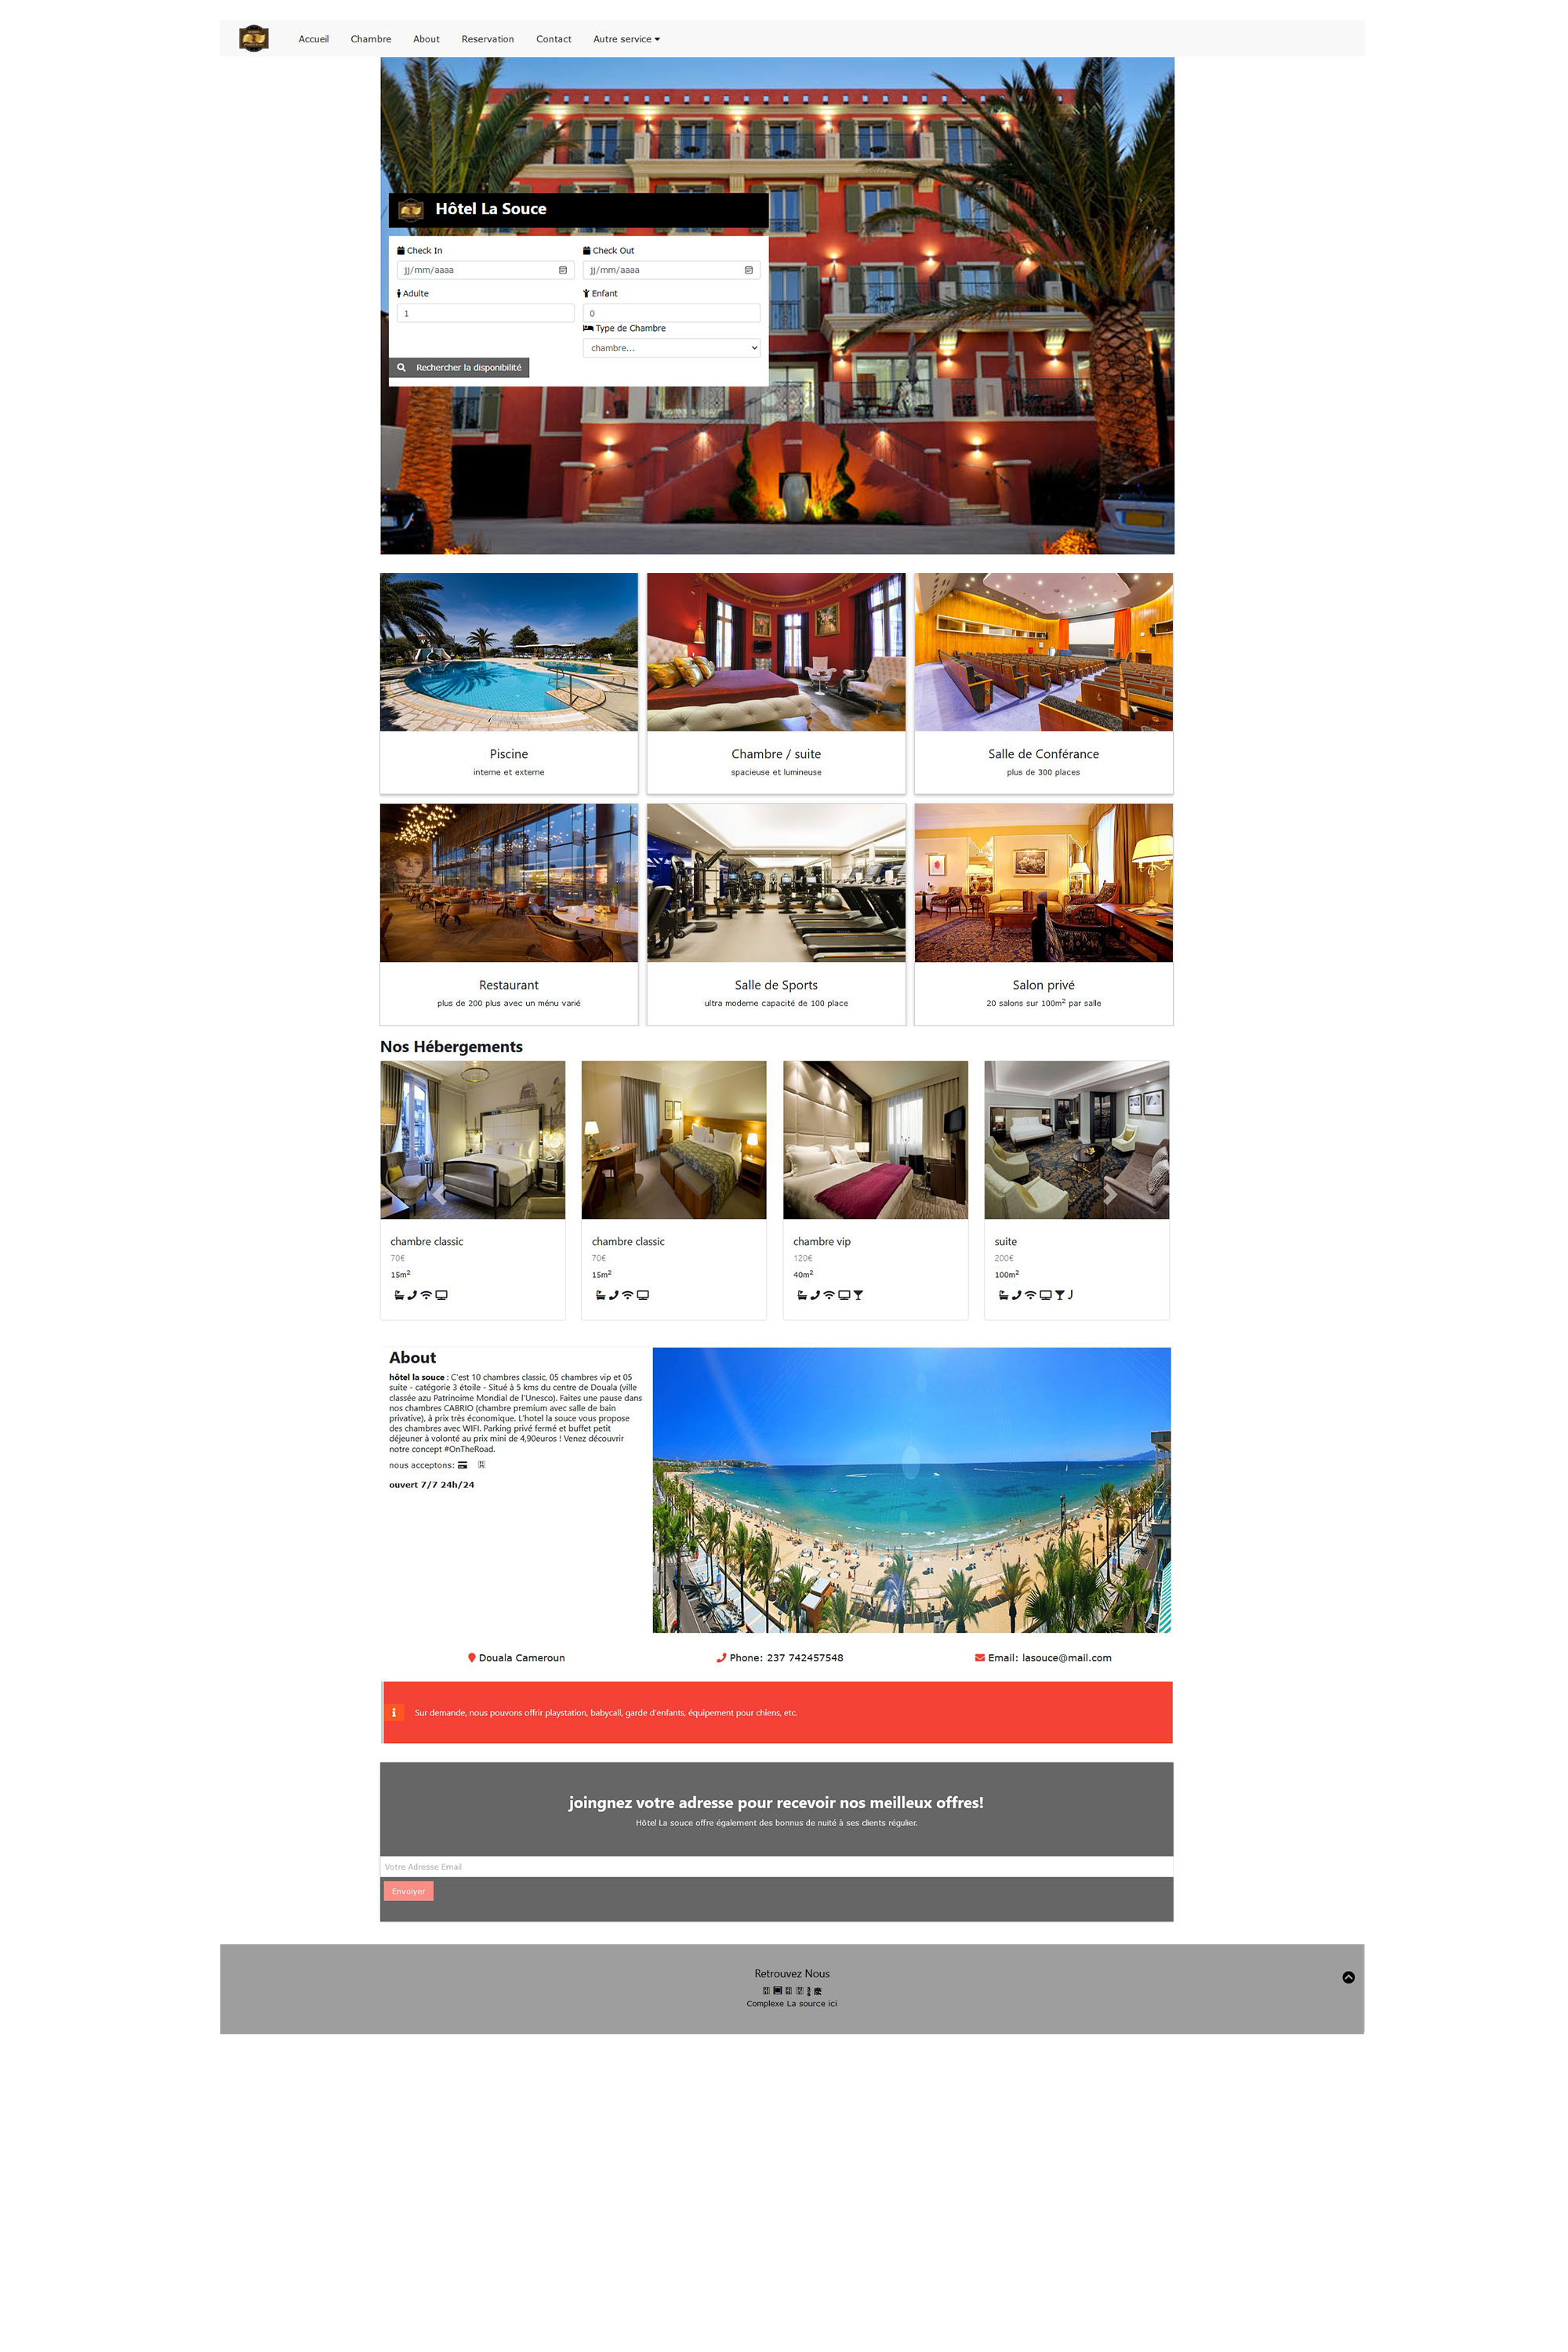 Accueil Chambre About Reservation Contact Autre service
Hôtel La Souce
Check In Check Out
jj/mm/aaaa jj/mm/aaaa
Adulte Enfant
1 0
Type de Chambre
chambre...
Rechercher la disponibilité
Piscine
interne et externe
Chambre / suite
spacieuse et lumineuse
Salle de Conférance
plus de 300 places
Restaurant
plus de 200 plus avec un ménu varié
Salle de Sports
ultra moderne capacité de 100 place
Salon privé
20 salons sur 100m² par salle
Nos Hébergements
chambre classic
70€
15m²
chambre classic
70€
15m²
chambre vip
120€
40m²
suite
200€
100m²
About
hôtel la souce : C'est 10 chambres classic, 05 chambres vip et 05
suite - catégorie 3 étoile - Situé à 5 kms du centre de Douala (ville
classée azu Patrinoime Mondial de l'Unesco). Faites une pause dans
nos chambres CABRIO (chambre premium avec salle de bain
privative), à prix très économique. L'hotel la souce vous propose
des chambres avec WIFI. Parking privé fermé et buffet petit
déjeuner à volonté au prix mini de 4,90euros ! Venez découvrir
notre concept #OnTheRoad.
nous acceptons:
ouvert 7/7 24h/24
Douala Cameroun
Phone: 237 742457548
Email: lasouce@mail.com
Sur demande, nous pouvons offrir playstation, babycall, garde d'enfants, équipement pour chiens, etc.
joingnez votre adresse pour recevoir nos meilleux offres!
Hôtel La souce offre également des bonnus de nuité à ses clients régulier.
Votre Adresse Email
Envoiyer
Retrouvez Nous
Complexe La source ici